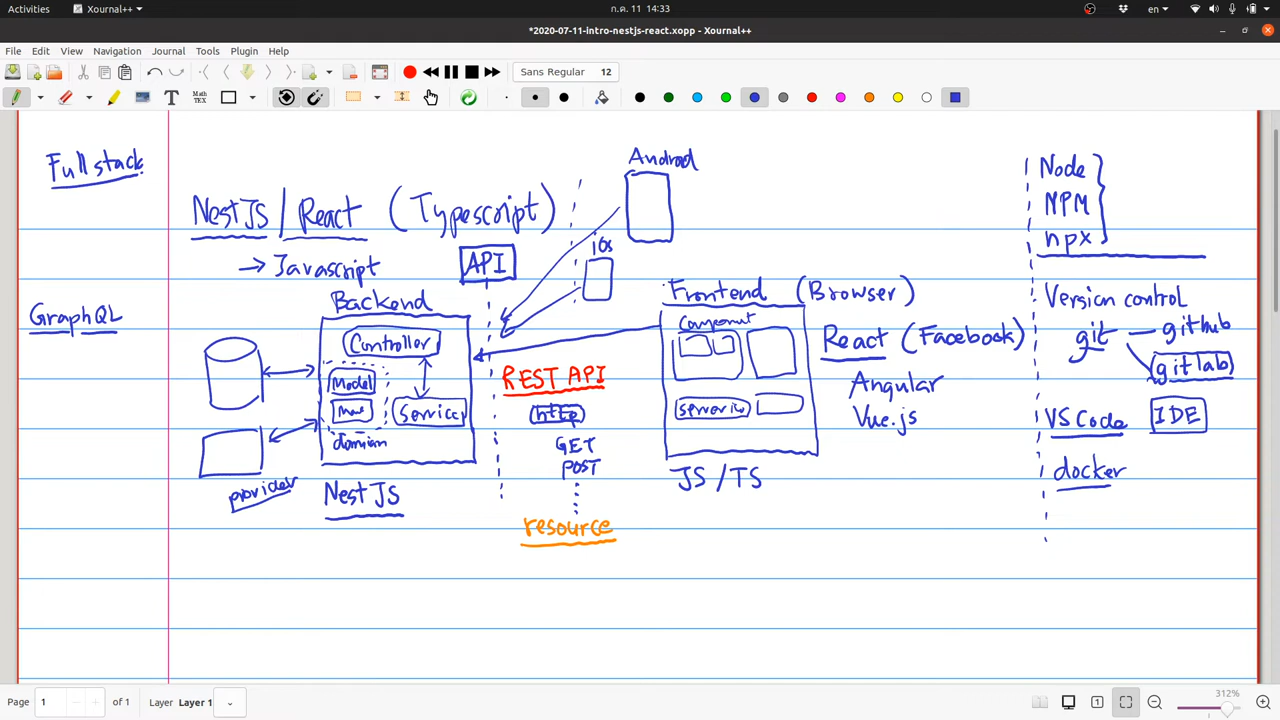 Activities
Xournal++
ก.ค. 11 14:33
en
*2020-07-11-intro-nestjs-react.xopp - Xournal++
File Edit View Navigation Journal Tools Plugin Help
Sans Regular 12
Full stack
NestJS | React (Typescript)
→ Javascript
API
Android
ios
Node
NPM
npx
GraphQL
Backend
Controller
Model
Service
domian
provider
NestJS
REST API
http
GET
POST
resource
Frontend (Browser)
Component
React (Facebook)
Angular
Vue.js
JS / TS
Version control
git
github
gitlab
VS Code
IDE
docker
Page 1 of 1 Layer Layer 1
312%